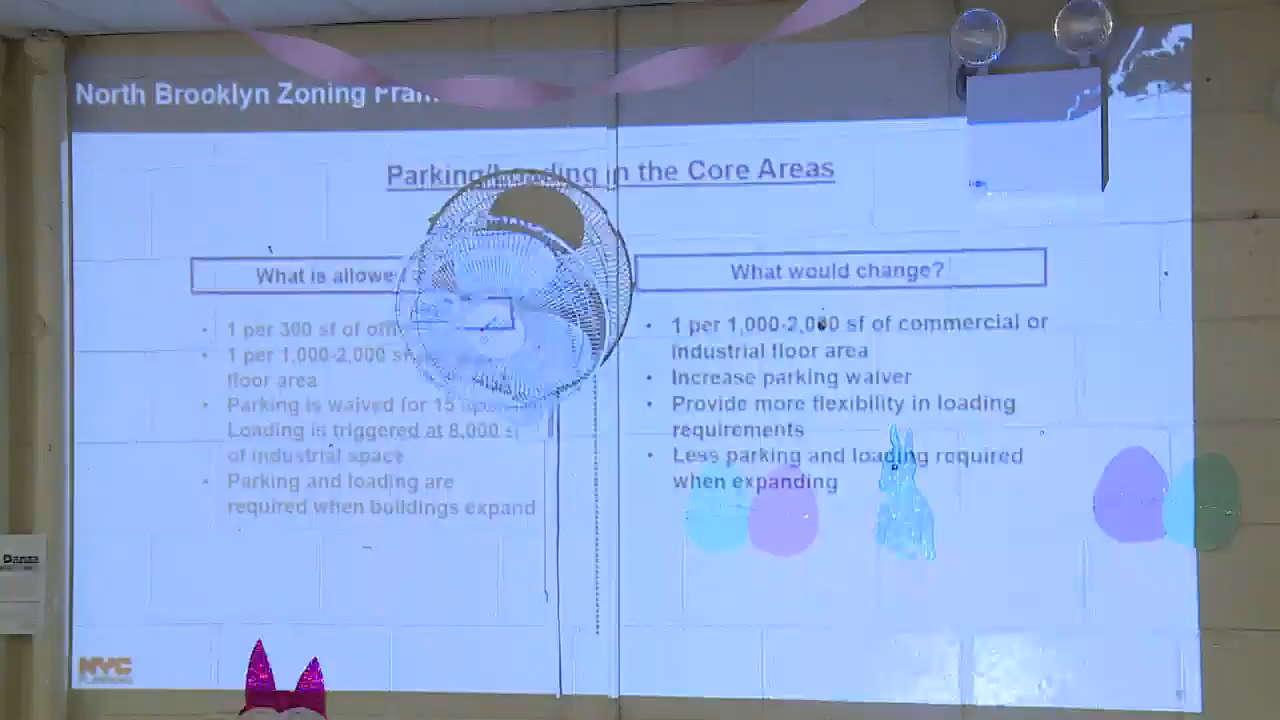 North Brooklyn Zoning
Parking/Loading in the Core Areas
What is allowe
What would change?
1 per 300 sf of
1 per 1,000-2,000 sf
floor area
Parking is waived for 15
Loading is triggered at 8,000
of industrial space
Parking and loading are
required when buildings expand
1 per 1,000-2,000 sf of commercial or
industrial floor area
Increase parking waiver
Provide more flexibility in loading
requirements
Less parking and loading required
when expanding
NYC
PLANNING